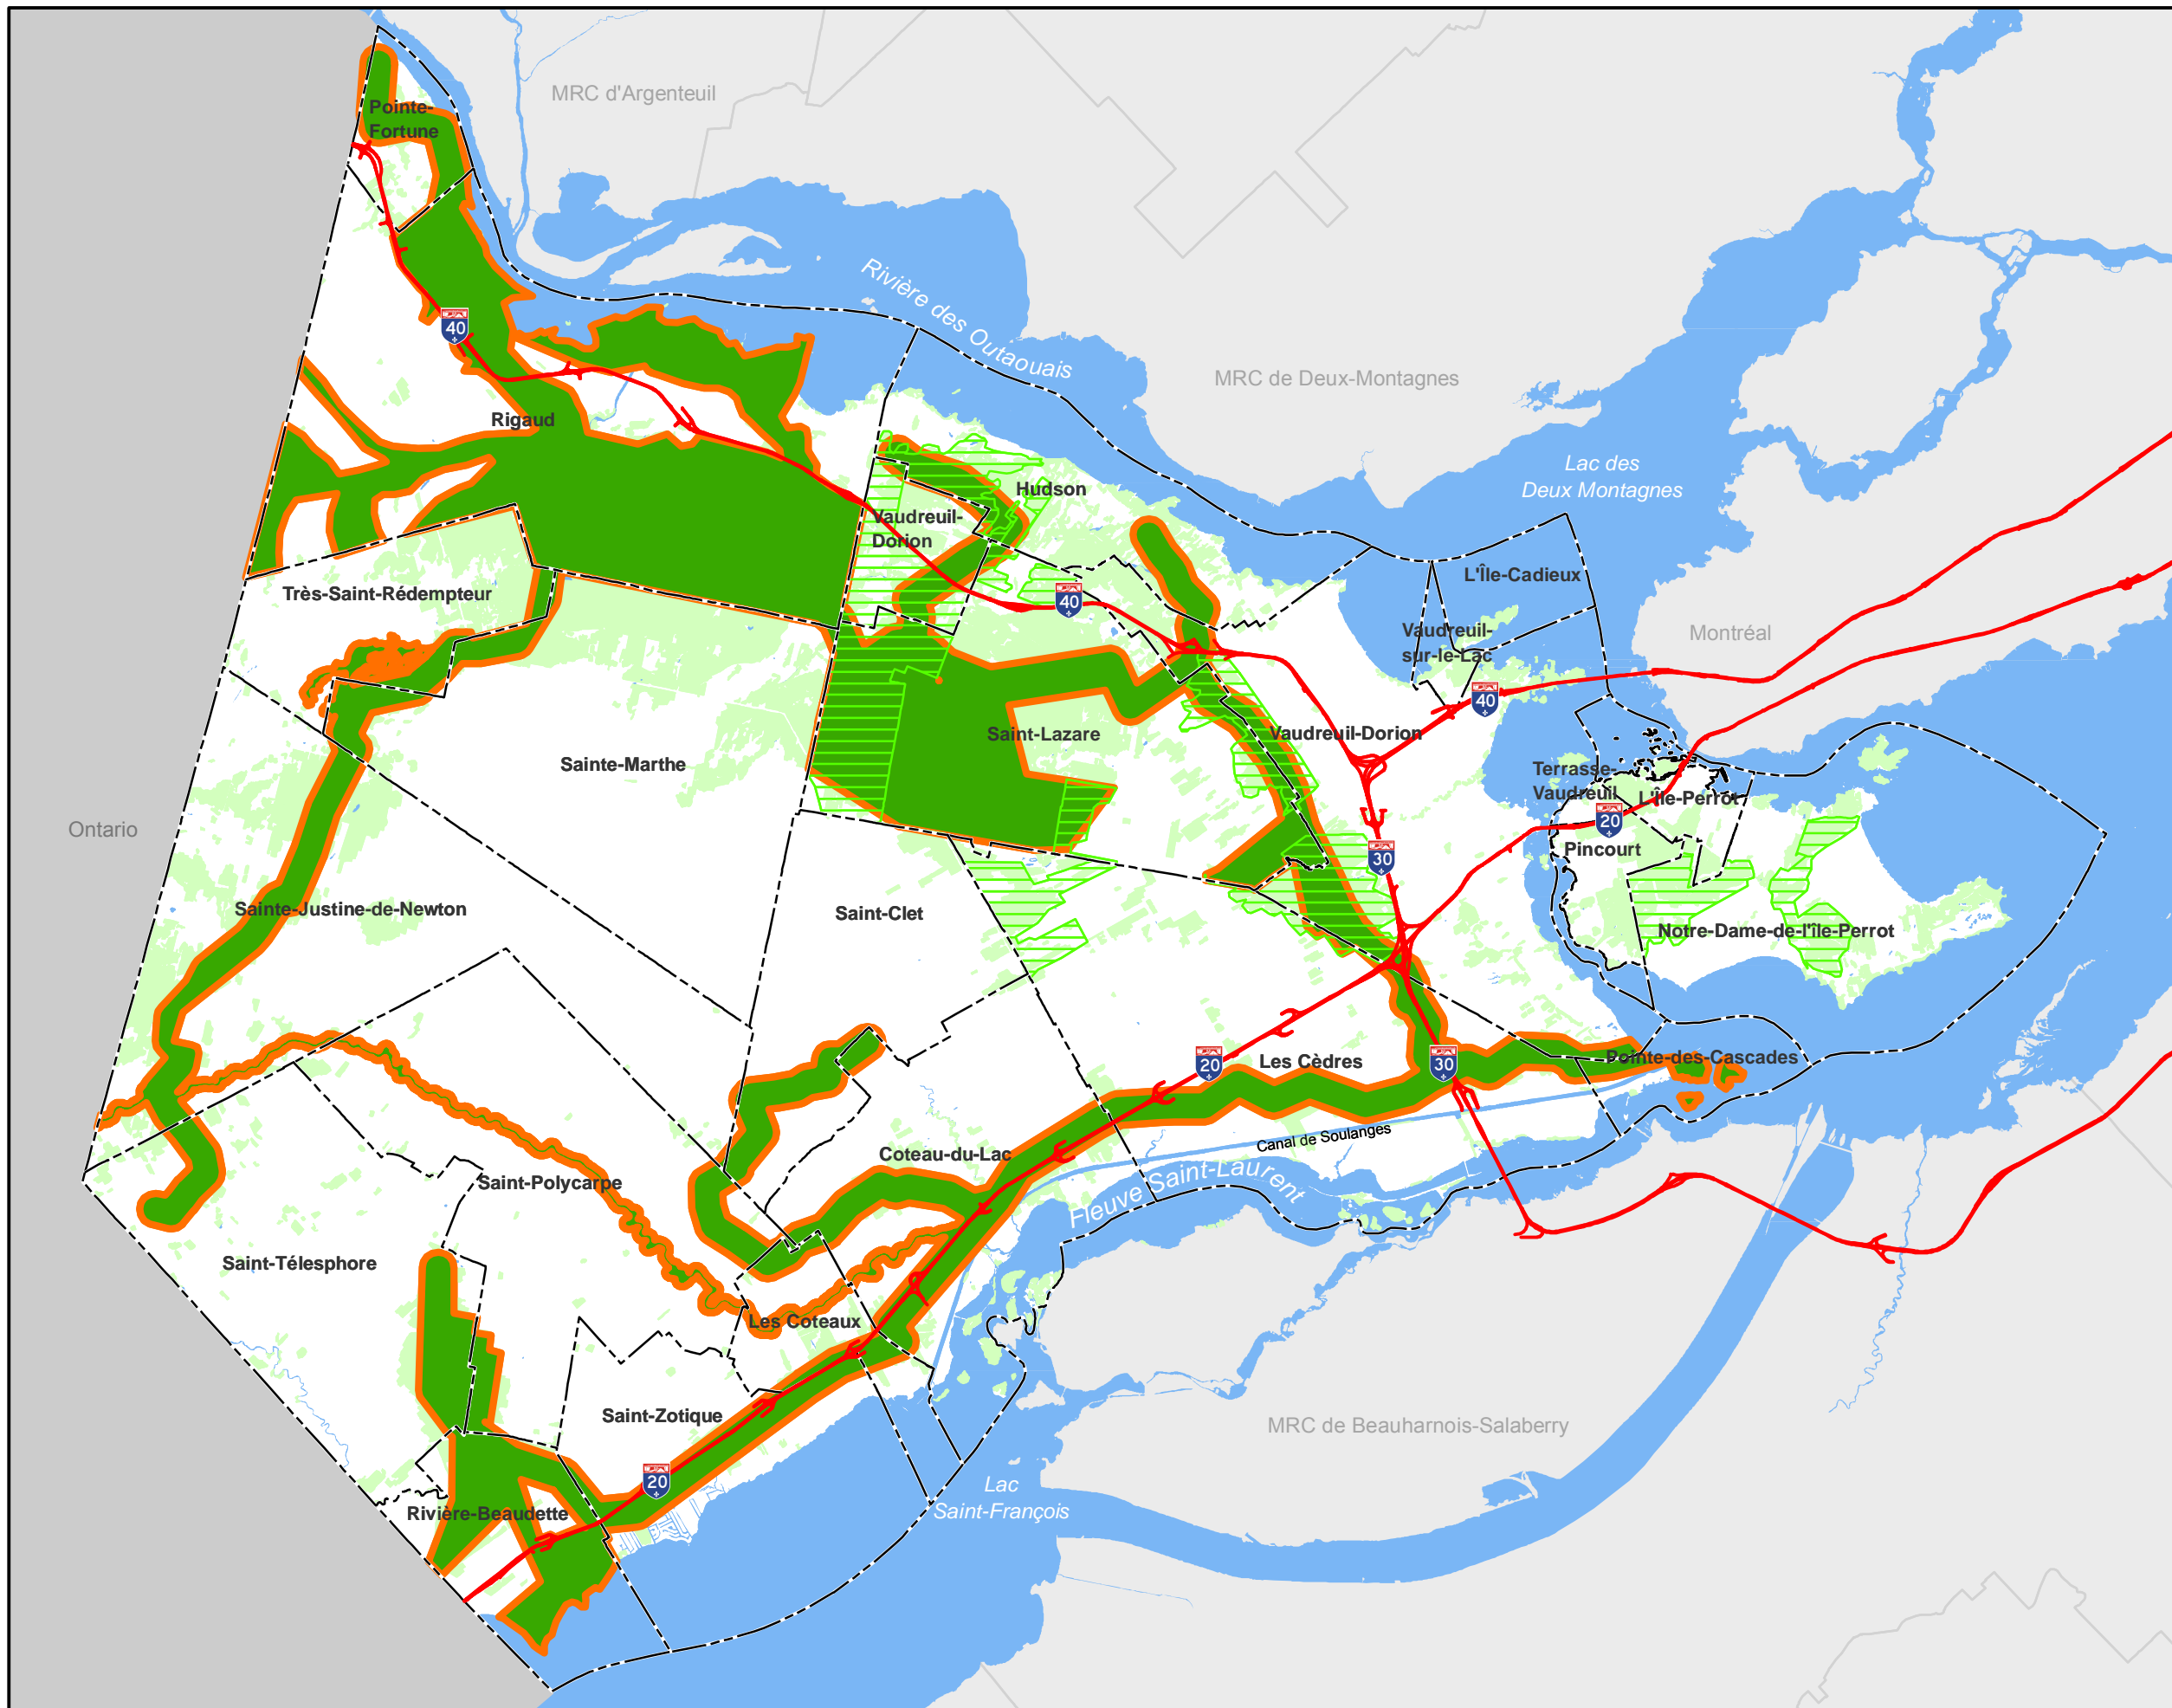 MRC d'Argenteuil
Pointe-
Fortune
Rivière des Outaouais
40
MRC de Deux-Montagnes
Rigaud
Lac des
Deux Montagnes
Hudson
Vaudreuil-
Dorion
L'Île-Cadieux
Très-Saint-Rédempteur
40
Vaudreuil-
sur-le-Lac
Montréal
40
Saint-Lazare
Vaudreuil-Dorion
Sainte-Marthe
Terrasse-
Vaudreuil
L'Île-Perrot
20
Ontario
Pincourt
30
Sainte-Justine-de-Newton
Saint-Clet
Notre-Dame-de-l'île-Perrot
Les Cèdres
20
30
Pointe-des-Cascades
Canal de Soulanges
Coteau-du-Lac
Saint-Polycarpe
Fleuve Saint-Laurent
Saint-Télesphore
Les Coteaux
Saint-Zotique
MRC de Beauharnois-Salaberry
20
Lac
Saint-François
Rivière-Beaudette